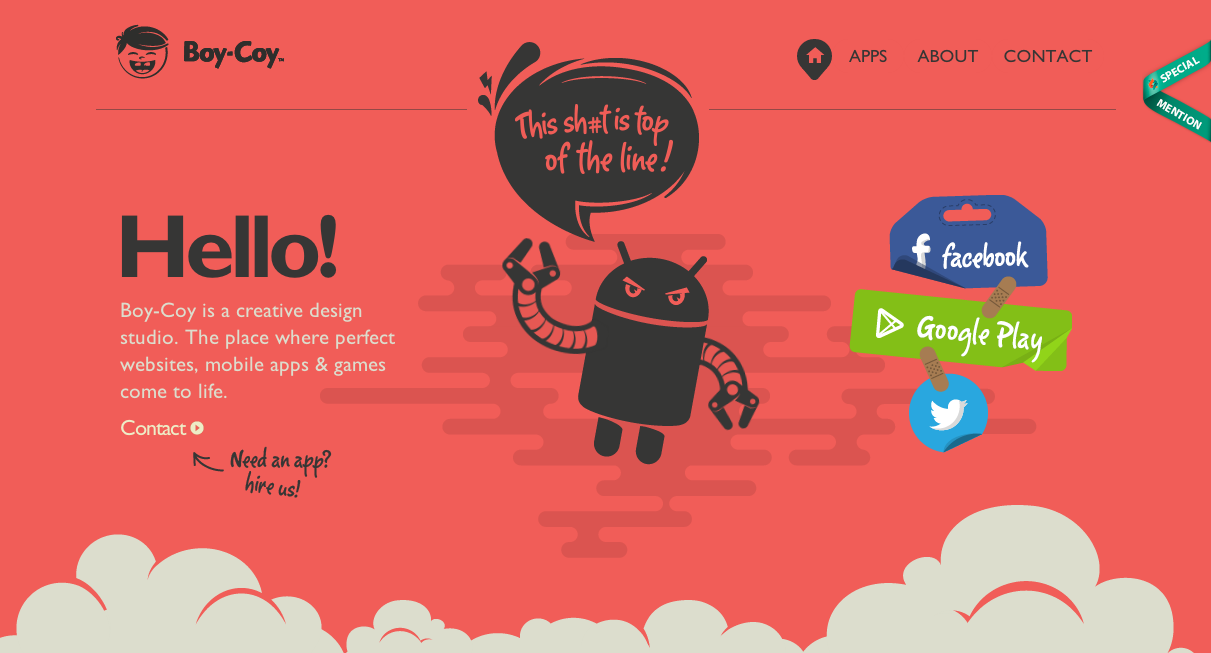 Boy-Coy™
APPS
ABOUT
CONTACT
SPECIAL
MENTION
This sh#t is top
of the line!
Hello!
Boy-Coy is a creative design
studio. The place where perfect
websites, mobile apps & games
come to life.
Contact
Need an app?
hire us!
f facebook
Google Play